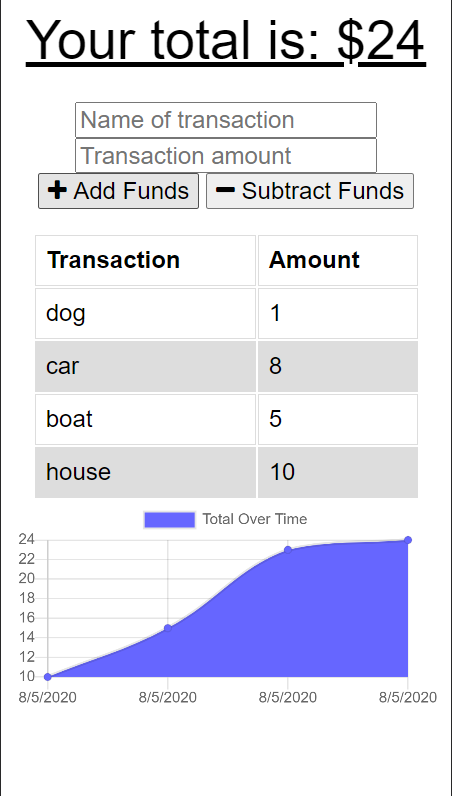 Your total is: $24
Name of transaction
Transaction amount
Add Funds Subtract Funds
Transaction Amount
dog 1
car 8
boat 5
house 10
Total Over Time
24
22
20
18
16
14
12
10
8/5/2020 8/5/2020 8/5/2020 8/5/2020